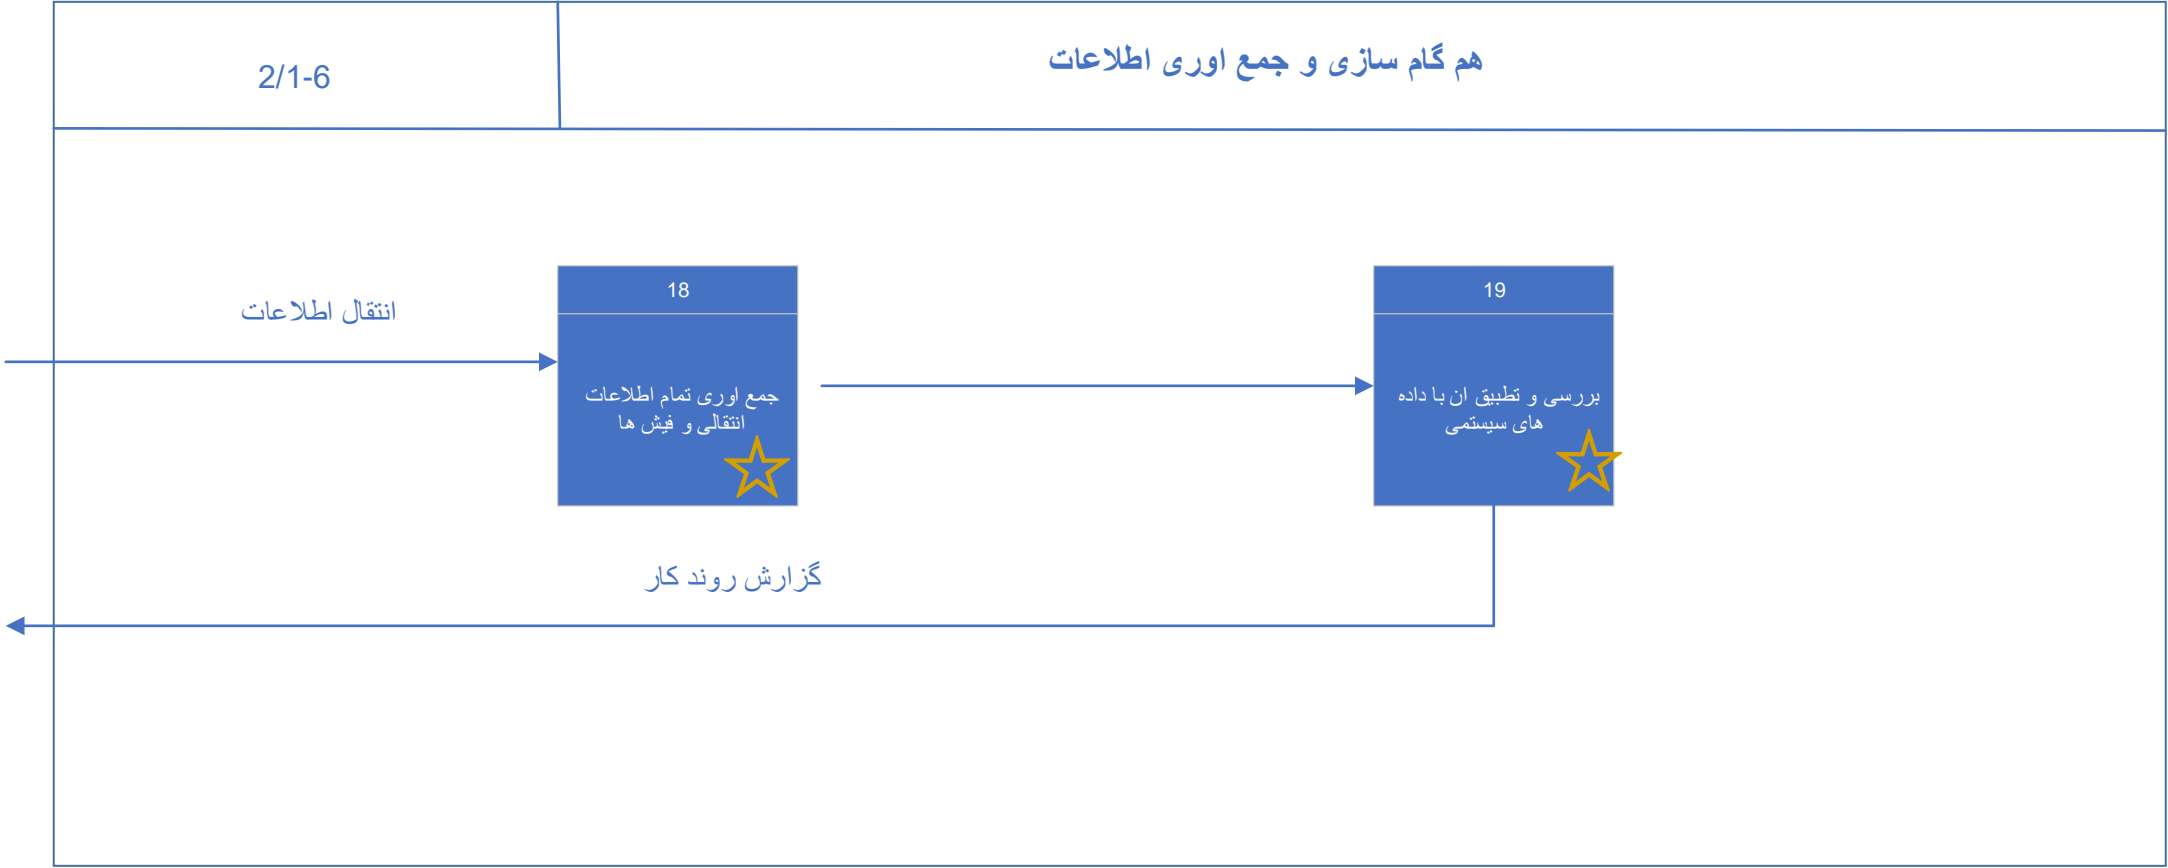 هم گام سازی و جمع اوری اطلاعات
2/1-6
انتقال اطلاعات
18
جمع اوری تمام اطلاعات
انتقالی و فیش ها
19
بررسی و تطبیق ان با داده
های سیستمی
گزارش روند کار